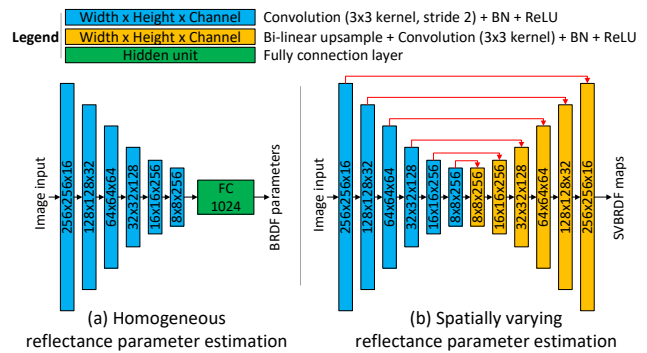 Legend
Width x Height x Channel
Convolution (3x3 kernel, stride 2) + BN + ReLU
Width x Height x Channel
Bi-linear upsample + Convolution (3x3 kernel) + BN + ReLU
Hidden unit
Fully connection layer
Image input
256x256x16
128x128x32
64x64x64
32x32x128
16x16x256
8x8x256
FC
1024
BRDF parameters
(a) Homogeneous
reflectance parameter estimation
Image input
256x256x16
128x128x32
64x64x64
32x32x128
16x16x256
8x8x256
8x8x256
16x16x256
32x32x128
64x64x64
128x128x32
256x256x16
SVBRDF maps
(b) Spatially varying
reflectance parameter estimation